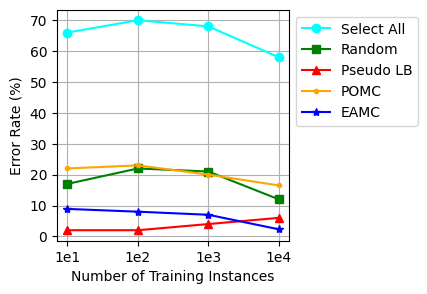 70
60
50
40
30
20
10
0
Error Rate (%)
1e1 1e2 1e3 1e4
Number of Training Instances
Select All
Random
Pseudo LB
POMC
EAMC